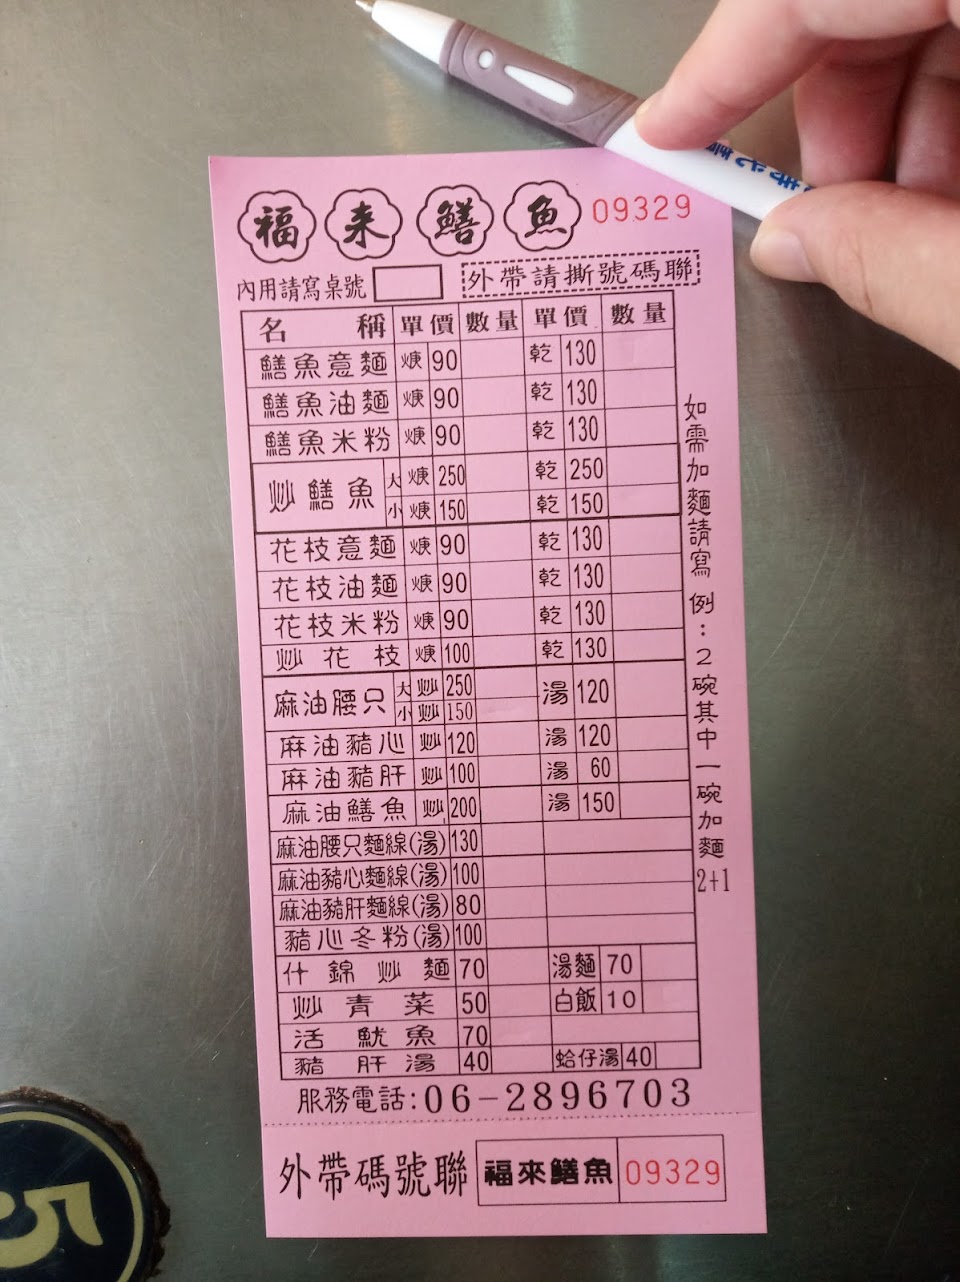 福来鱔魚 09329
內用請寫桌號 外帶請撕號碼聯
名稱 單價 數量 單價 數量
鱔魚意麵 焿 90 乾 130
鱔魚油麵 焿 90 乾 130
鱔魚米粉 焿 90 乾 130
炒鱔魚 大 焿 250 乾 250
小 焿 150 乾 150
花枝意麵 焿 90 乾 130
花枝油麵 焿 90 乾 130
花枝米粉 焿 90 乾 130
炒花枝 焿 100 乾 130
麻油腰只 大 炒 250 湯 120
小 炒 150
麻油豬心 炒 120 湯 120
麻油豬肝 炒 100 湯 60
麻油鱔魚 炒 200 湯 150
麻油腰只麵線(湯) 130
麻油豬心麵線(湯) 100
麻油豬肝麵線(湯) 80
豬心冬粉(湯) 100
什錦炒麵 70 湯麵 70
炒青菜 50 白飯 10
活魷魚 70
豬肝湯 40 蛤仔湯 40
如需加麵請寫 例:2碗其中一碗加麵 2+1
服務電話:06-2896703
外帶碼號聯 福來鱔魚 09329
5